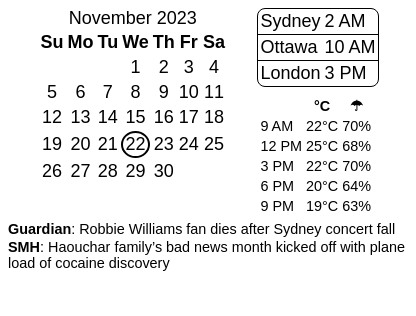 November 2023
Su Mo Tu We Th Fr Sa
1 2 3 4
5 6 7 8 9 10 11
12 13 14 15 16 17 18
19 20 21 22 23 24 25
26 27 28 29 30
Sydney 2 AM
Ottawa 10 AM
London 3 PM
°C ☂
9 AM 22°C 70%
12 PM 25°C 68%
3 PM 22°C 70%
6 PM 20°C 64%
9 PM 19°C 63%
Guardian: Robbie Williams fan dies after Sydney concert fall
SMH: Haouchar family’s bad news month kicked off with plane
load of cocaine discovery